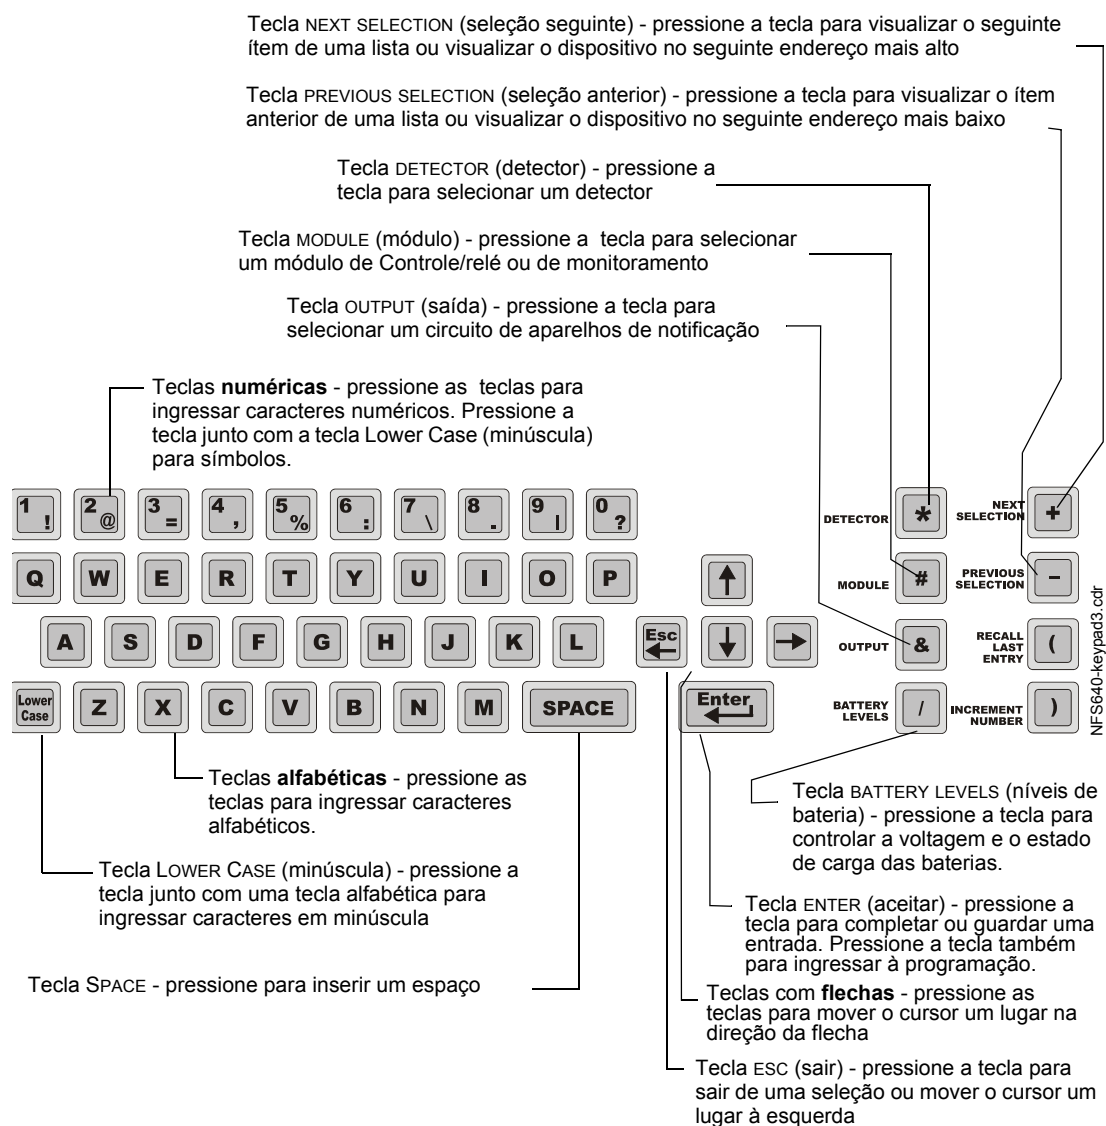 Tecla NEXT SELECTION (seleção seguinte) - pressione a tecla para visualizar o seguinte
ítem de uma lista ou visualizar o dispositivo no seguinte endereço mais alto
Tecla PREVIOUS SELECTION (seleção anterior) - pressione a tecla para visualizar o ítem
anterior de uma lista ou visualizar o dispositivo no seguinte endereço mais baixo
Tecla DETECTOR (detector) - pressione a
tecla para selecionar um detector
Tecla MODULE (módulo) - pressione a tecla para selecionar
um módulo de Controle/relé ou de monitoramento
Tecla OUTPUT (saída) - pressione a tecla para
selecionar um circuito de aparelhos de notificação
Teclas numéricas - pressione as teclas para
ingressar caracteres numéricos. Pressione a
tecla junto com a tecla Lower Case (minúscula)
para símbolos.
1 ! 2 @ 3 = 4 , 5 % 6 : 7 \ 8 . 9 | 0 ?
DETECTOR * NEXT SELECTION +
Q W E R T Y U I O P
MODULE # PREVIOUS SELECTION -
A S D F G H J K L Esc
OUTPUT & RECALL LAST ENTRY (
Lower Case Z X C V B N M SPACE Enter
BATTERY LEVELS / INCREMENT NUMBER )
NFS640-keypad3.cdr
Teclas alfabéticas - pressione as
teclas para ingressar caracteres
alfabéticos.
Tecla LOWER CASE (minúscula) - pressione a
tecla junto com uma tecla alfabética para
ingressar caracteres em minúscula
Tecla SPACE - pressione para inserir um espaço
Tecla BATTERY LEVELS (níveis de
bateria) - pressione a tecla para
controlar a voltagem e o estado
de carga das baterias.
Tecla ENTER (aceitar) - pressione a
tecla para completar ou guardar uma
entrada. Pressione a tecla também
para ingressar à programação.
Teclas com flechas - pressione as
teclas para mover o cursor um lugar na
direção da flecha
Tecla ESC (sair) - pressione a tecla para
sair de uma seleção ou mover o cursor um
lugar à esquerda